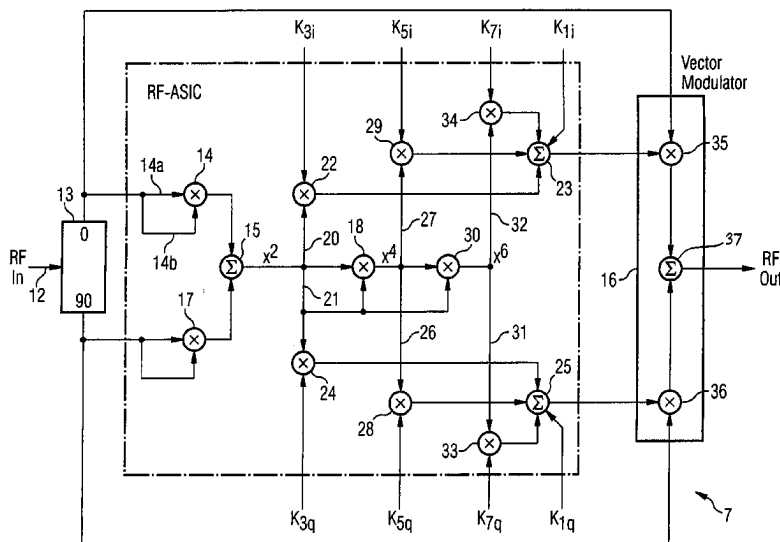 K3i K5i K7i K1i
Vector
Modulator
RF-ASIC
34
35
29
14
14a
22
23
13
0
32
27
18
30
20
15
14b
x2 x4 x6
37
RF
In
RF
Out
12
16
90
17
21
26
31
25
24
28
33
36
7
K3q K5q K7q K1q
Σ
Σ
Σ
Σ